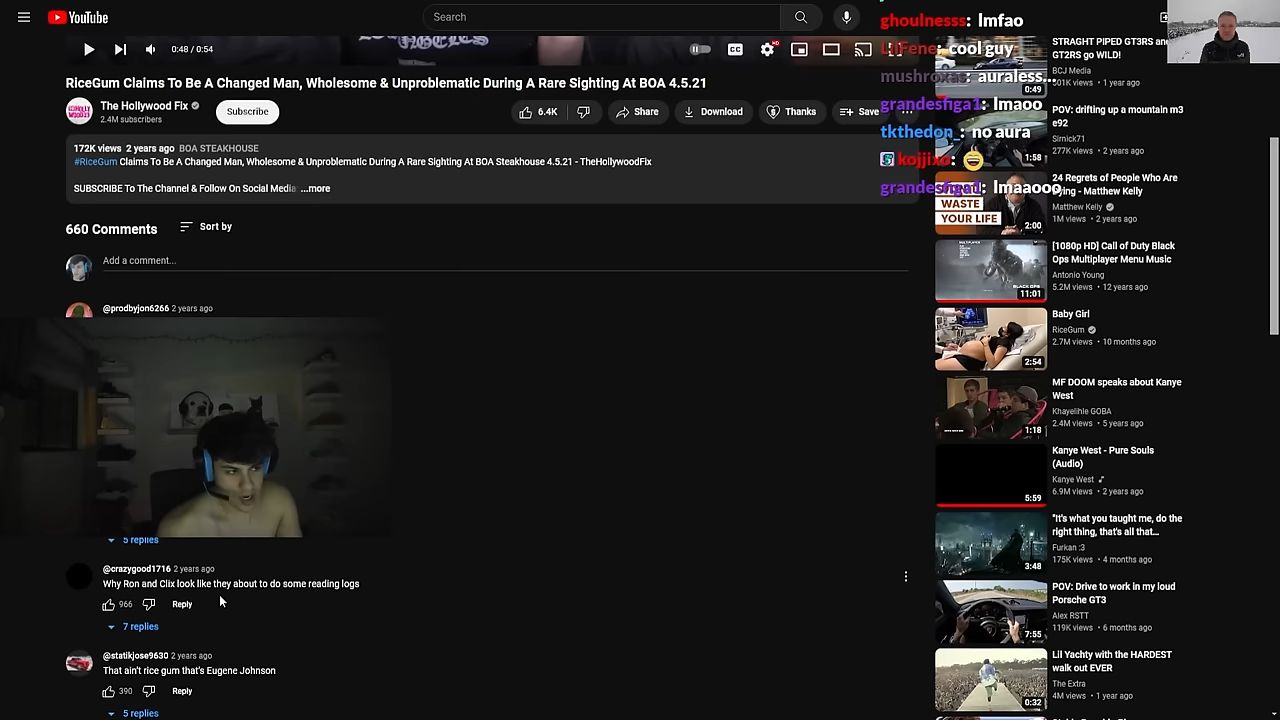 YouTube
Search
ghoulnesss: lmfao
LilFene: cool guy
auraless...
grandesfiga1: lmaoo
tkthedon_: no aura
kojjixo:
grandesfiga1: lmaaooo
0:48 / 0:54
CC
RiceGum Claims To Be A Changed Man, Wholesome & Unproblematic During A Rare Sighting At BOA 4.5.21
The Hollywood Fix
2.4M subscribers
Subscribe
6.4K
Share
Download
Thanks
Save
172K views 2 years ago BOA STEAKHOUSE
#RiceGum Claims To Be A Changed Man, Wholesome & Unproblematic During A Rare Sighting At BOA Steakhouse 4.5.21 - TheHollywoodFix
SUBSCRIBE To The Channel & Follow On Social Media ...more
660 Comments
Sort by
Add a comment...
@prodbyjon6266 2 years ago
5 replies
@crazygood1716 2 years ago
Why Ron and Clix look like they about to do some reading logs
966
Reply
7 replies
@statikjose9630 2 years ago
That ain't rice gum that's Eugene Johnson
390
Reply
5 replies
STRAGHT PIPED GT3RS and
GT2RS go WILD!
BCJ Media
501K views • 1 year ago
0:49
POV: drifting up a mountain m3
e92
Sirnick71
277K views • 2 years ago
1:58
24 Regrets of People Who Are
Dying - Matthew Kelly
Matthew Kelly
1M views • 2 years ago
WASTE
YOUR LIFE
2:00
[1080p HD] Call of Duty Black
Ops Multiplayer Menu Music
Antonio Young
5.2M views • 12 years ago
11:01
Baby Girl
RiceGum
2.7M views • 10 months ago
2:54
MF DOOM speaks about Kanye
West
Khayelihle GOBA
2.4M views • 5 years ago
1:18
Kanye West - Pure Souls
(Audio)
Kanye West
6.9M views • 2 years ago
5:59
"It's what you taught me, do the
right thing, that's all that...
Furkan :3
175K views • 4 months ago
3:48
POV: Drive to work in my loud
Porsche GT3
Alex RSTT
119K views • 6 months ago
7:55
Lil Yachty with the HARDEST
walk out EVER
The Extra
4M views • 1 year ago
0:32